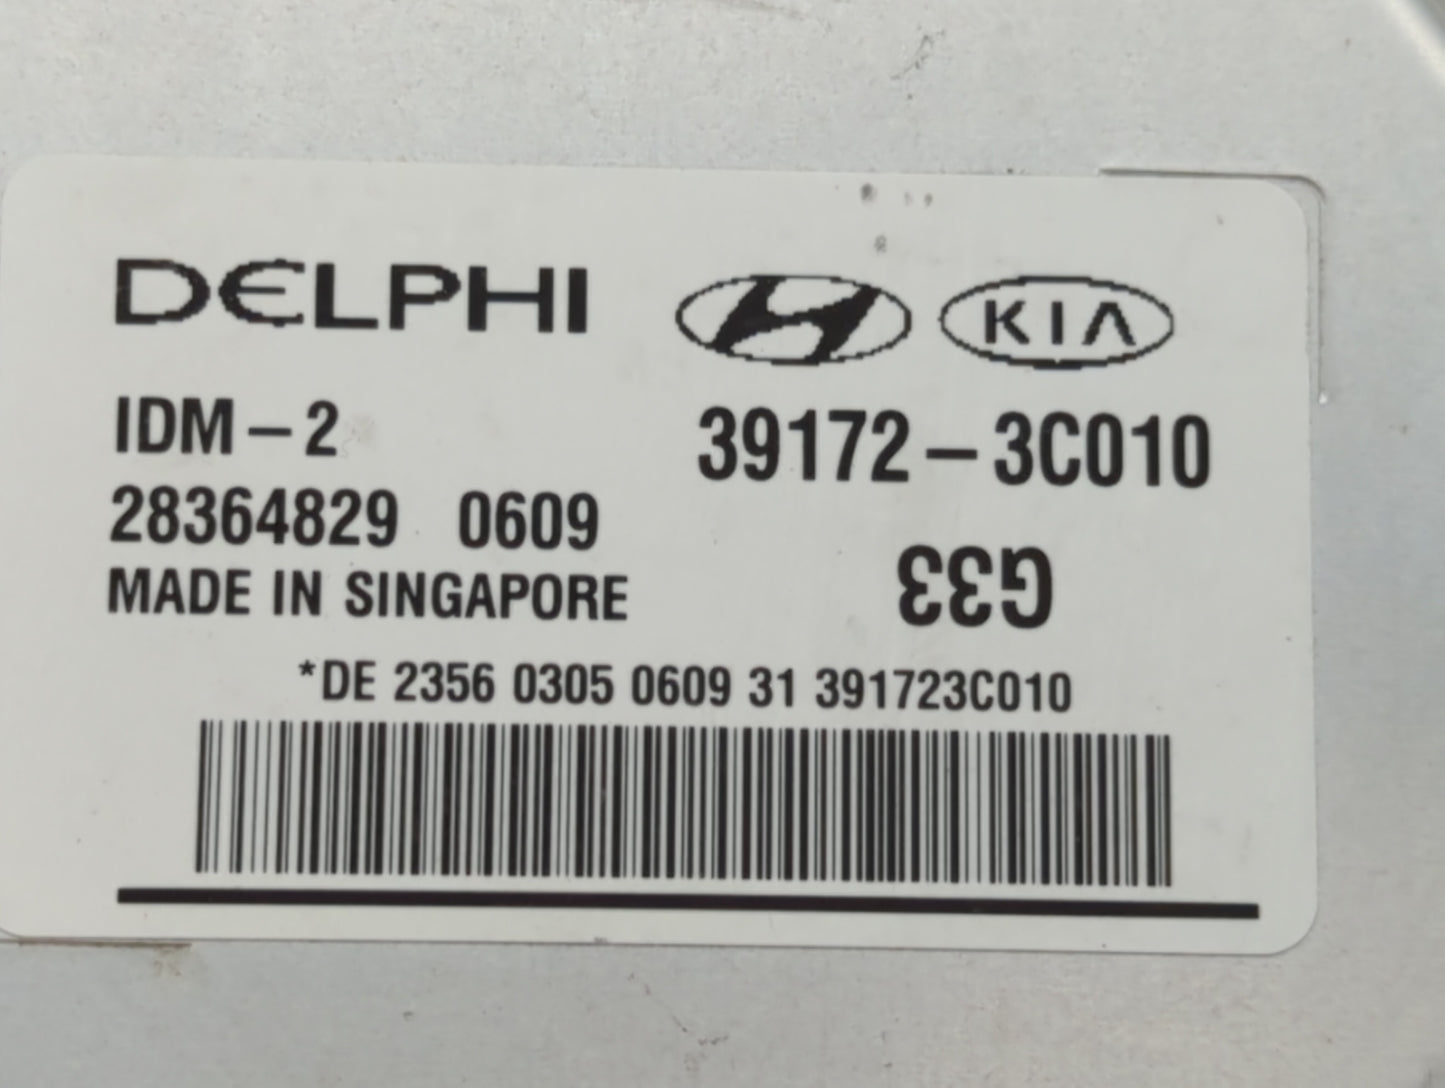 DELPHI
KIA
IDM-2
39172-3C010
28364829 0609
G33
MADE IN SINGAPORE
*DE 2356 0305 0609 31 391723C010